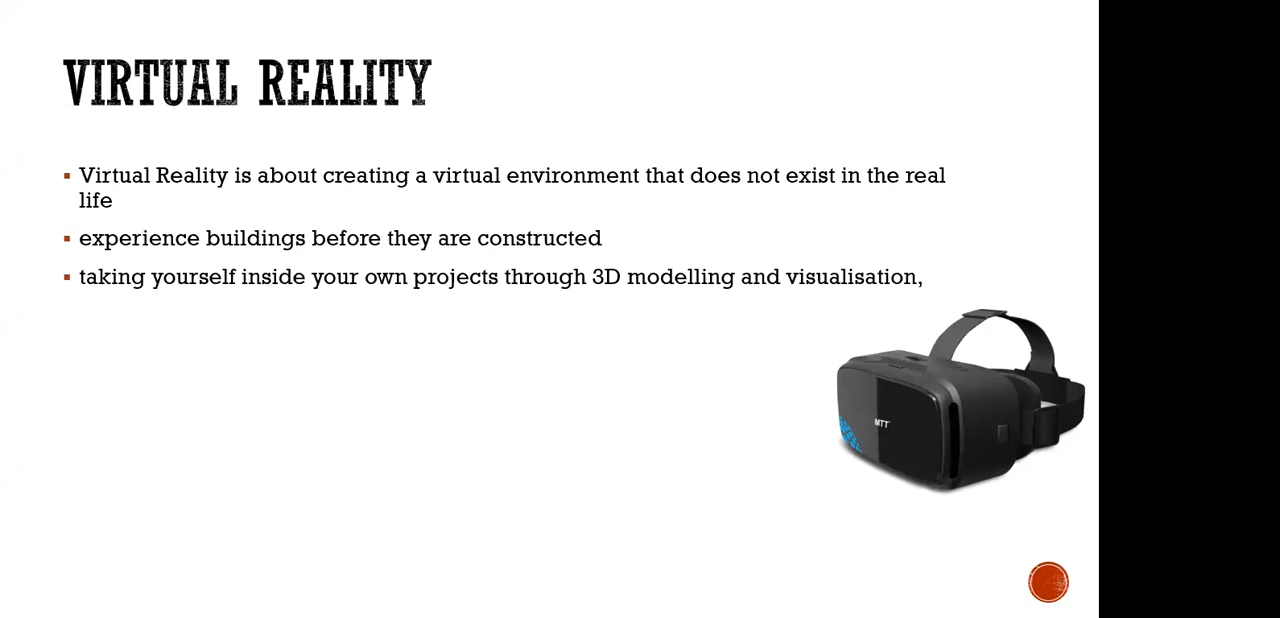 VIRTUAL REALITY
Virtual Reality is about creating a virtual environment that does not exist in the real
life
experience buildings before they are constructed
taking yourself inside your own projects through 3D modelling and visualisation,
MTT